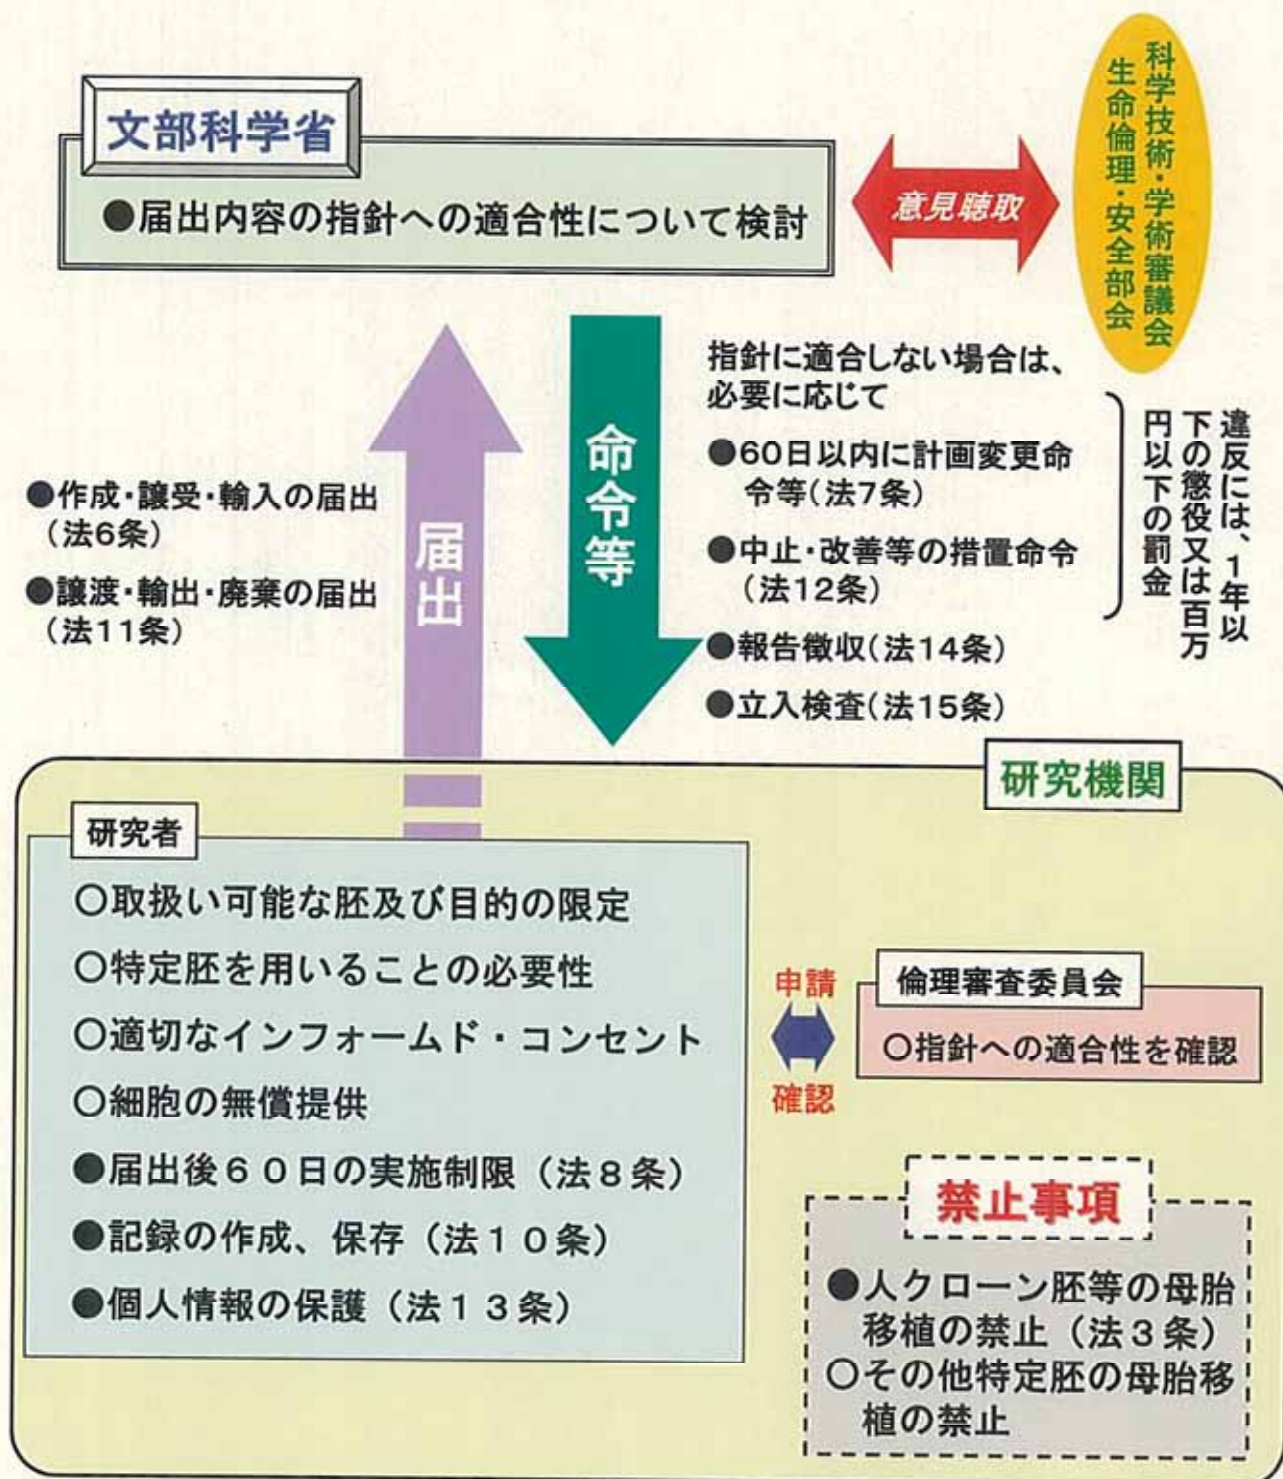 文部科学省
●届出内容の指針への適合性について検討
意見聴取
科学技術・学術審議会
生命倫理・安全部会
●作成・譲受・輸入の届出
(法6条)
●譲渡・輸出・廃棄の届出
(法11条)
届出
命令等
指針に適合しない場合は、
必要に応じて
●60日以内に計画変更命
令等(法7条)
●中止・改善等の措置命令
(法12条)
●報告徴収(法14条)
●立入検査(法15条)
違反には、1年以
下の懲役又は百万
円以下の罰金
研究機関
研究者
○取扱い可能な胚及び目的の限定
○特定胚を用いることの必要性
○適切なインフォームド・コンセント
○細胞の無償提供
●届出後60日の実施制限(法8条)
●記録の作成、保存(法10条)
●個人情報の保護(法13条)
申請
確認
倫理審査委員会
○指針への適合性を確認
禁止事項
●人クローン胚等の母胎
移植の禁止(法3条)
○その他特定胚の母胎移
植の禁止